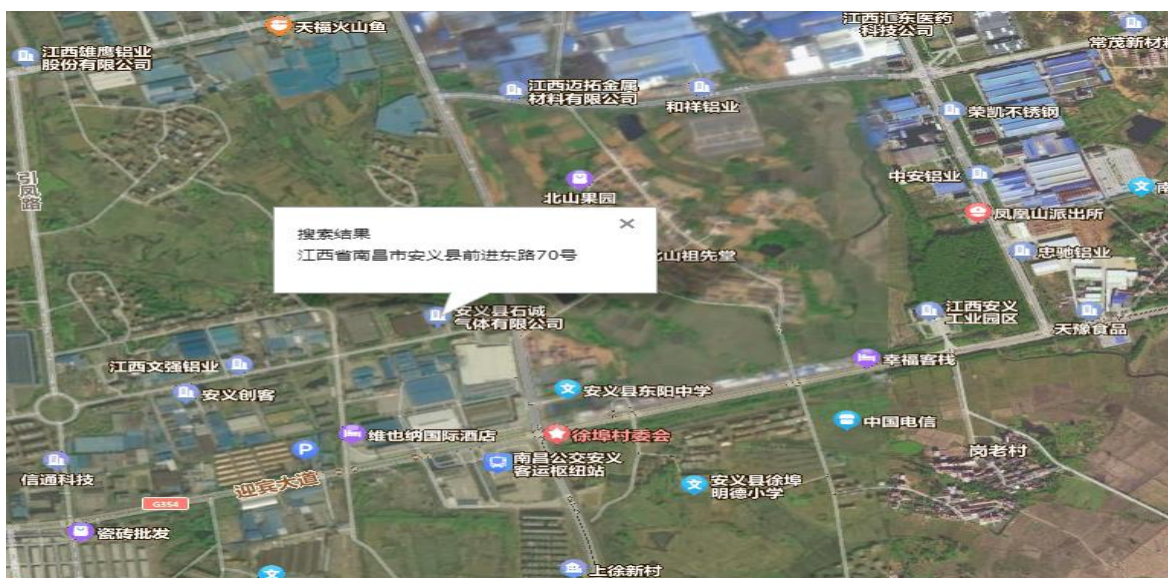 天福火山鱼
江西汇东医药
科技公司
江西雄鹰铝业
股份有限公司
常茂新材料
江西迈拓金属
材料有限公司
和祥铝业
荣凯不锈钢
引凤路
北山果园
中安铝业
南
凤凰山派出所
搜索结果
江西省南昌市安义县前进东路70号
山祖先堂
忠驰铝业
安义县石诚
气体有限公司
江西安义
工业园区
天豫食品
江西文强铝业
幸福客栈
安义创客
安义县东阳中学
中国电信
P
维也纳国际酒店
徐埠村委会
岗老村
南昌公交安义
客运枢纽站
信通科技
迎宾大道
安义县徐埠
明德小学
G354
瓷砖批发
上徐新村